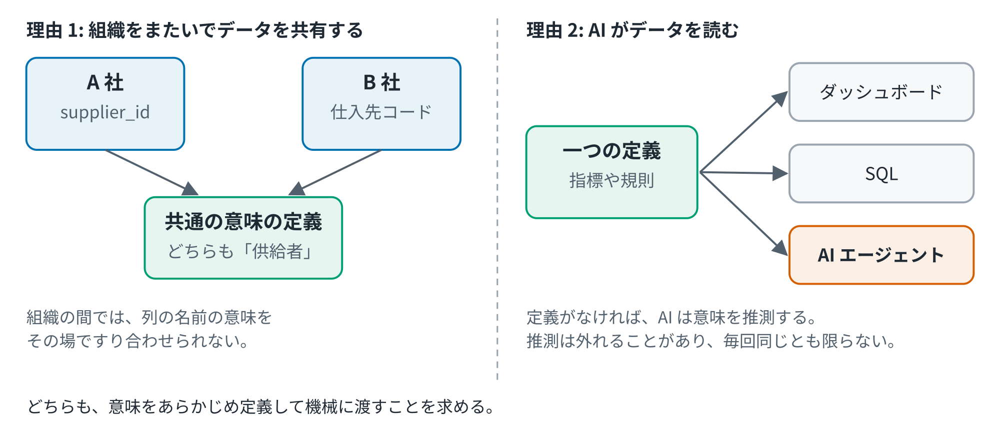 理由 1: 組織をまたいでデータを共有する
A 社
supplier_id
B 社
仕入先コード
共通の意味の定義
どちらも「供給者」
組織の間では、列の名前の意味を
その場ですり合わせられない。
理由 2: AI がデータを読む
一つの定義
指標や規則
ダッシュボード
SQL
AI エージェント
定義がなければ、AI は意味を推測する。
推測は外れることがあり、毎回同じとも限らない。
どちらも、意味をあらかじめ定義して機械に渡すことを求める。